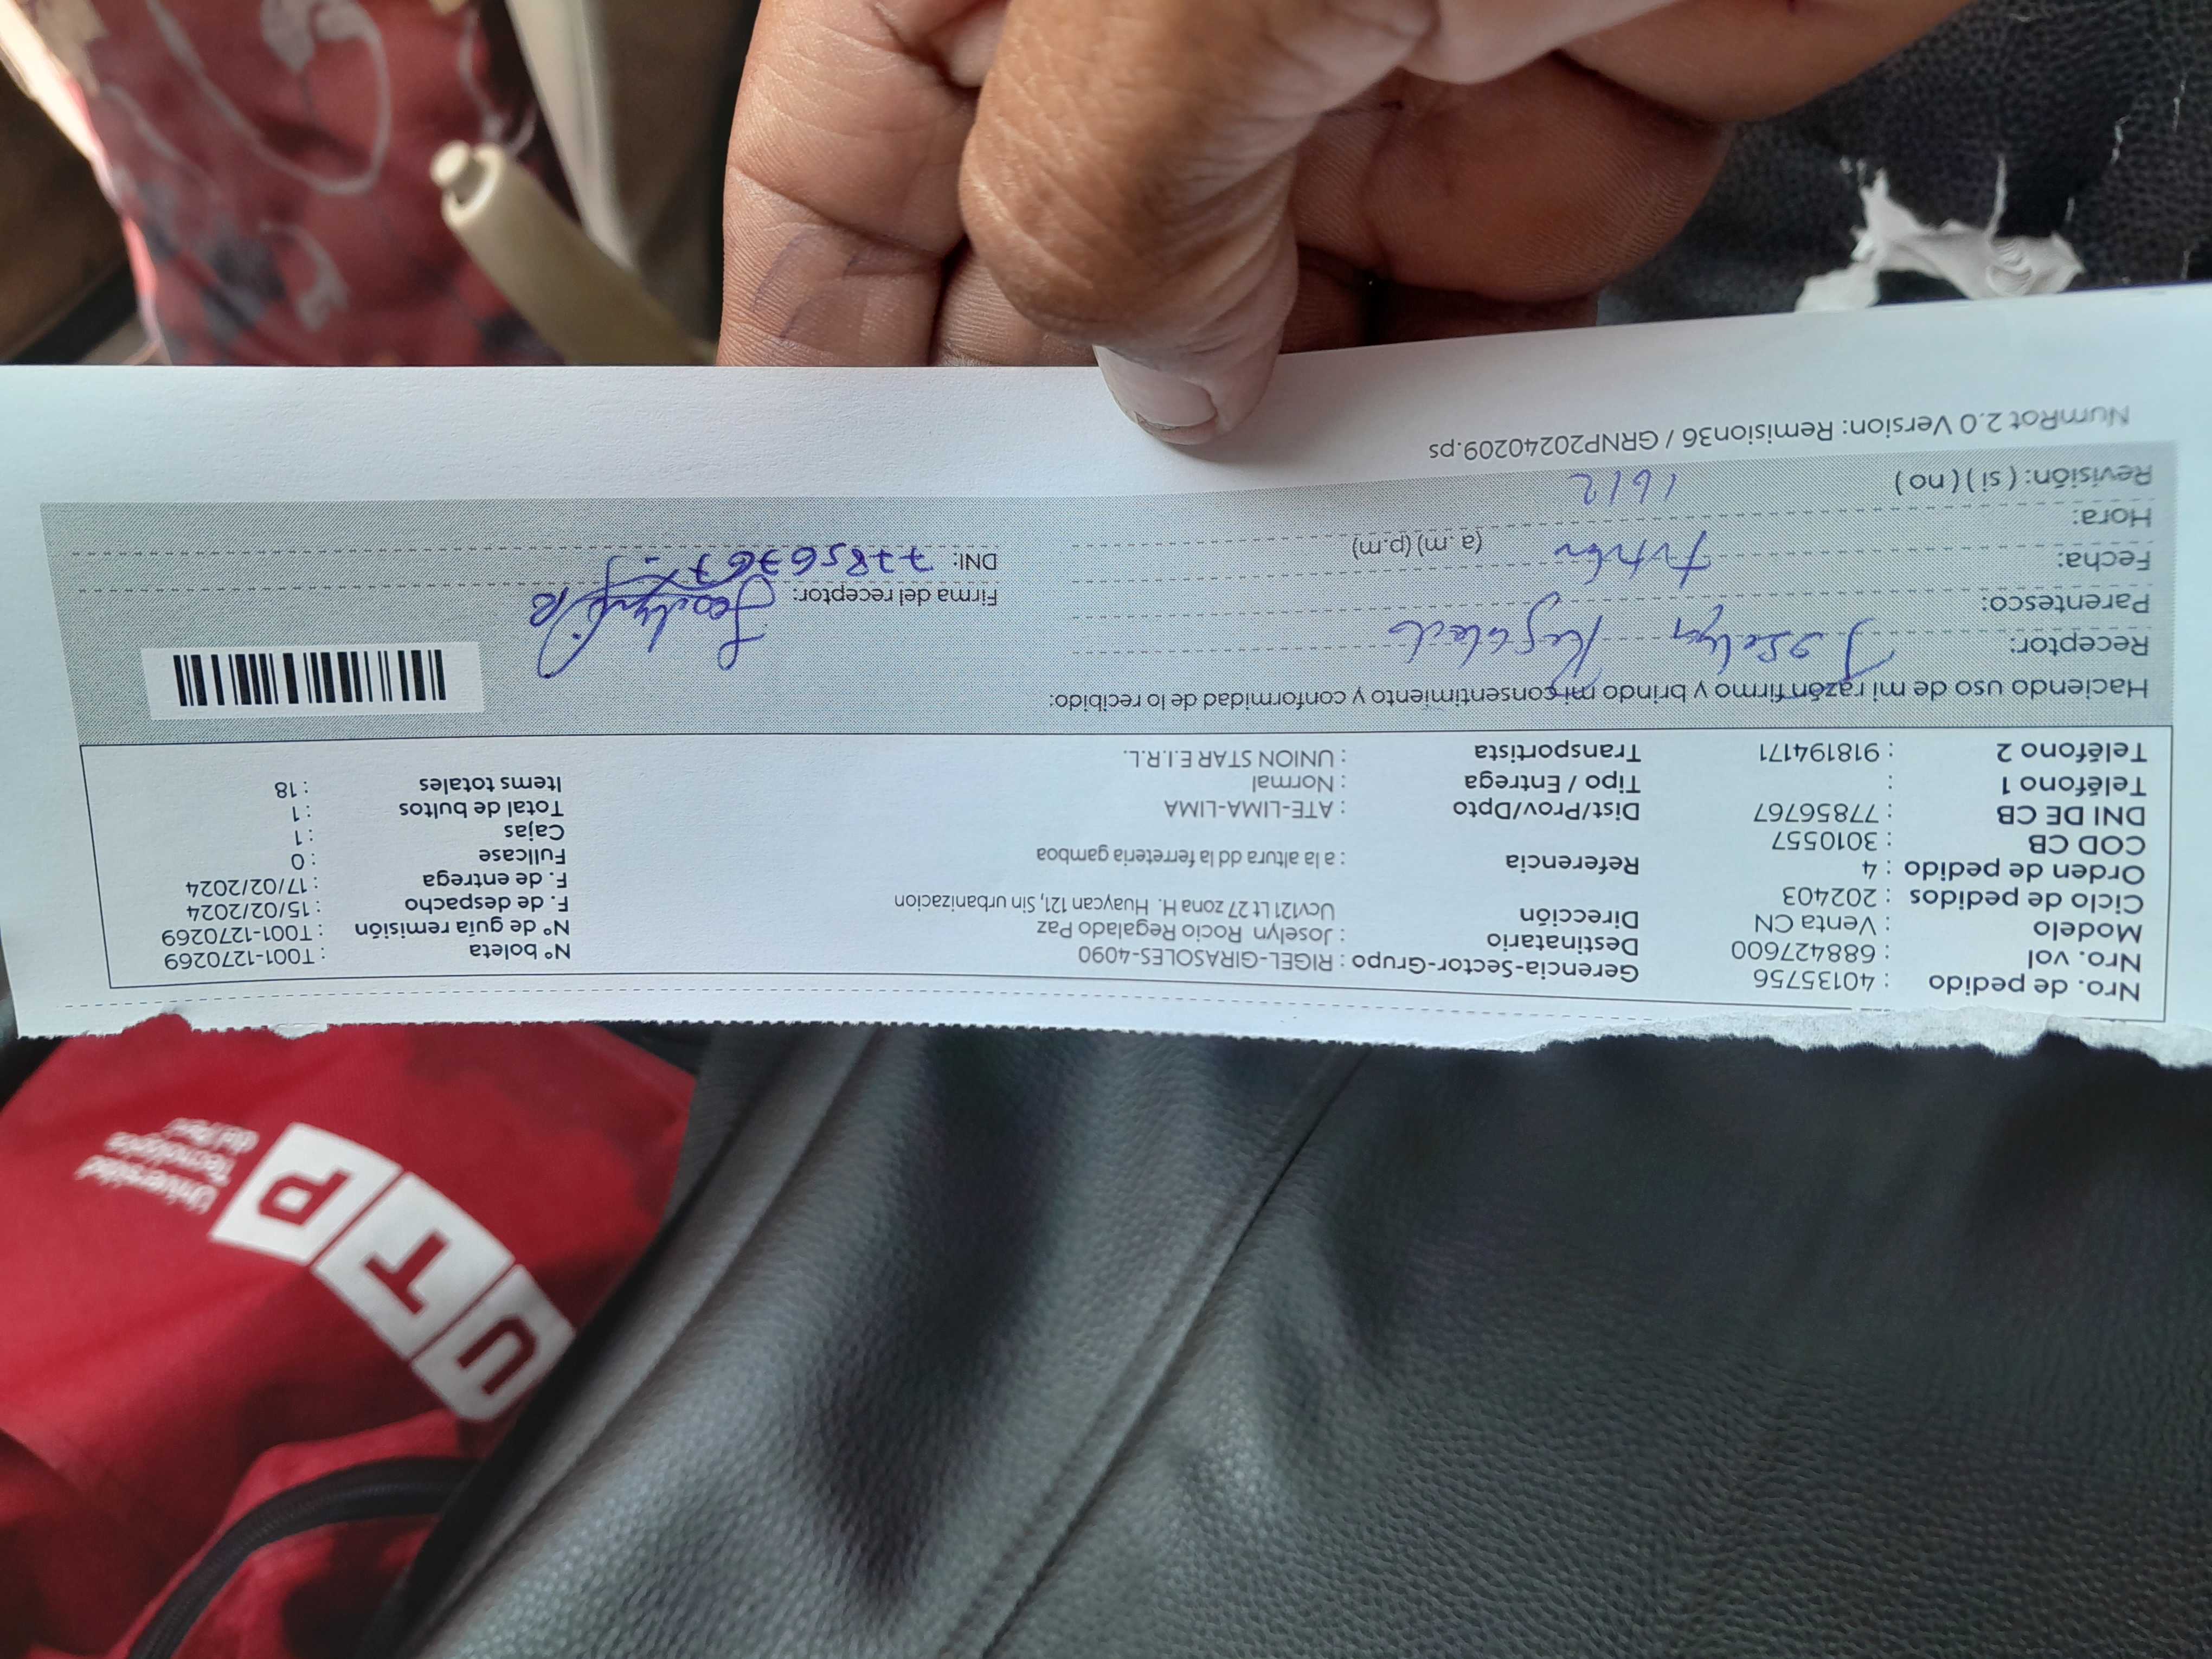 Nro. de pedido : 40135756
Nro. vol : 688427600
Modelo : Venta CN
Ciclo de pedidos : 202403
Orden de pedido : 4
COD CB : 3010557
DNI DE CB : 77856767
Teléfono 1 :
Teléfono 2 : 918194171
Gerencia-Sector-Grupo : RIGEL-GIRASOLES-4090
Destinatario : Joselyn Rocio Regalado Paz
Dirección Ucv121 Lt 27 zona H. Huaycan 121, Sin urbanizacion
Referencia : a la altura dd la ferreteria gamboa
Dist/Prov/Dpto : ATE-LIMA-LIMA
Tipo / Entrega : Normal
Transportista : UNION STAR E.I.R.L.
N° boleta : T001-1270269
N° de guía remisión : T001-1270269
F. de despacho : 15/02/2024
F. de entrega : 17/02/2024
Fullcase : 0
Cajas : 1
Total de bultos : 1
Items totales : 18
Haciendo uso de mi razón firmo y brindo mi consentimiento y conformidad de lo recibido:
Receptor: Joselyn Regalado
Parentesco:
Fecha:
Hora: (a.m) (p.m)
Revisión: ( si ) ( no ) 1612
Firma del receptor:
DNI: 77856767
NumRot 2.0 Version: Remision36 / GRNP20240209.ps
UTP
Universidad
Tecnológica
del Perú